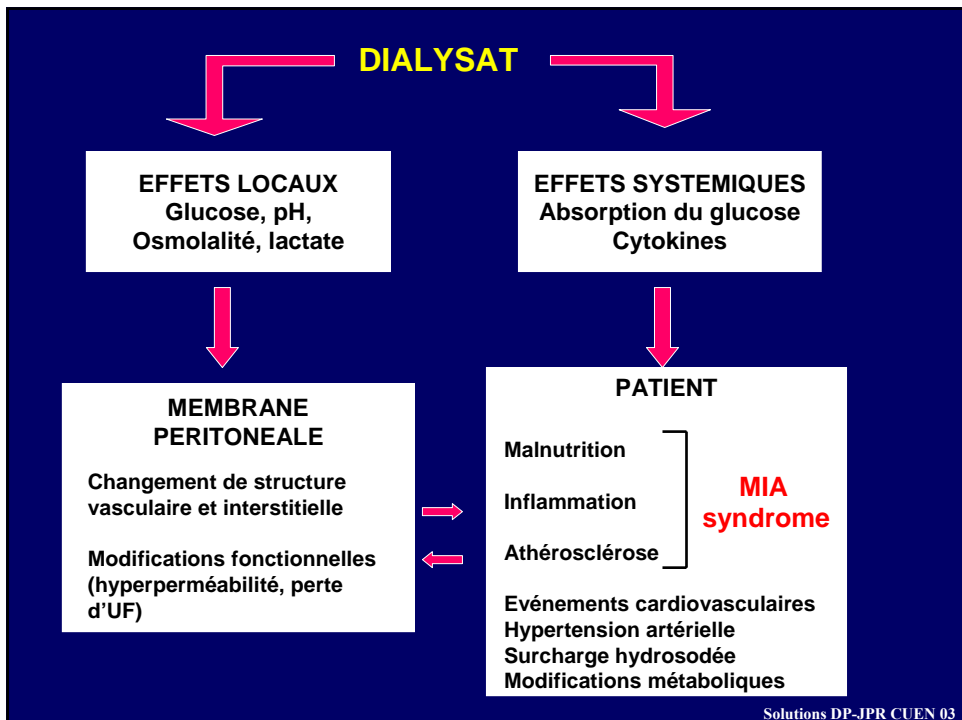 DIALYSAT
EFFETS LOCAUX
Glucose, pH,
Osmolalité, lactate
EFFETS SYSTEMIQUES
Absorption du glucose
Cytokines
MEMBRANE
PERITONEALE
Changement de structure
vasculaire et interstitielle
Modifications fonctionnelles
(hyperperméabilité, perte
d'UF)
PATIENT
Malnutrition
Inflammation
Athérosclérose
MIA
syndrome
Evénements cardiovasculaires
Hypertension artérielle
Surcharge hydrosodée
Modifications métaboliques
Solutions DP-JPR CUEN 03